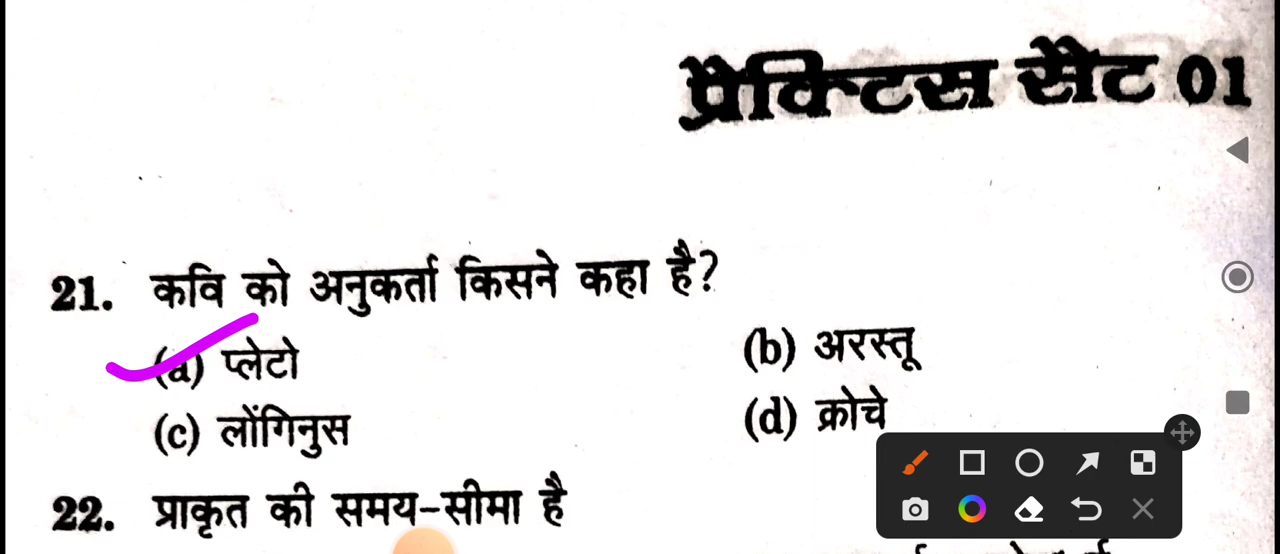 प्रैक्टिस सैट 01
21. कवि को अनुकर्ता किसने कहा है?
(a) प्लेटो
(b) अरस्तू
(c) लोंगिनुस
(d) क्रोचे
22. प्राकृत की समय-सीमा है